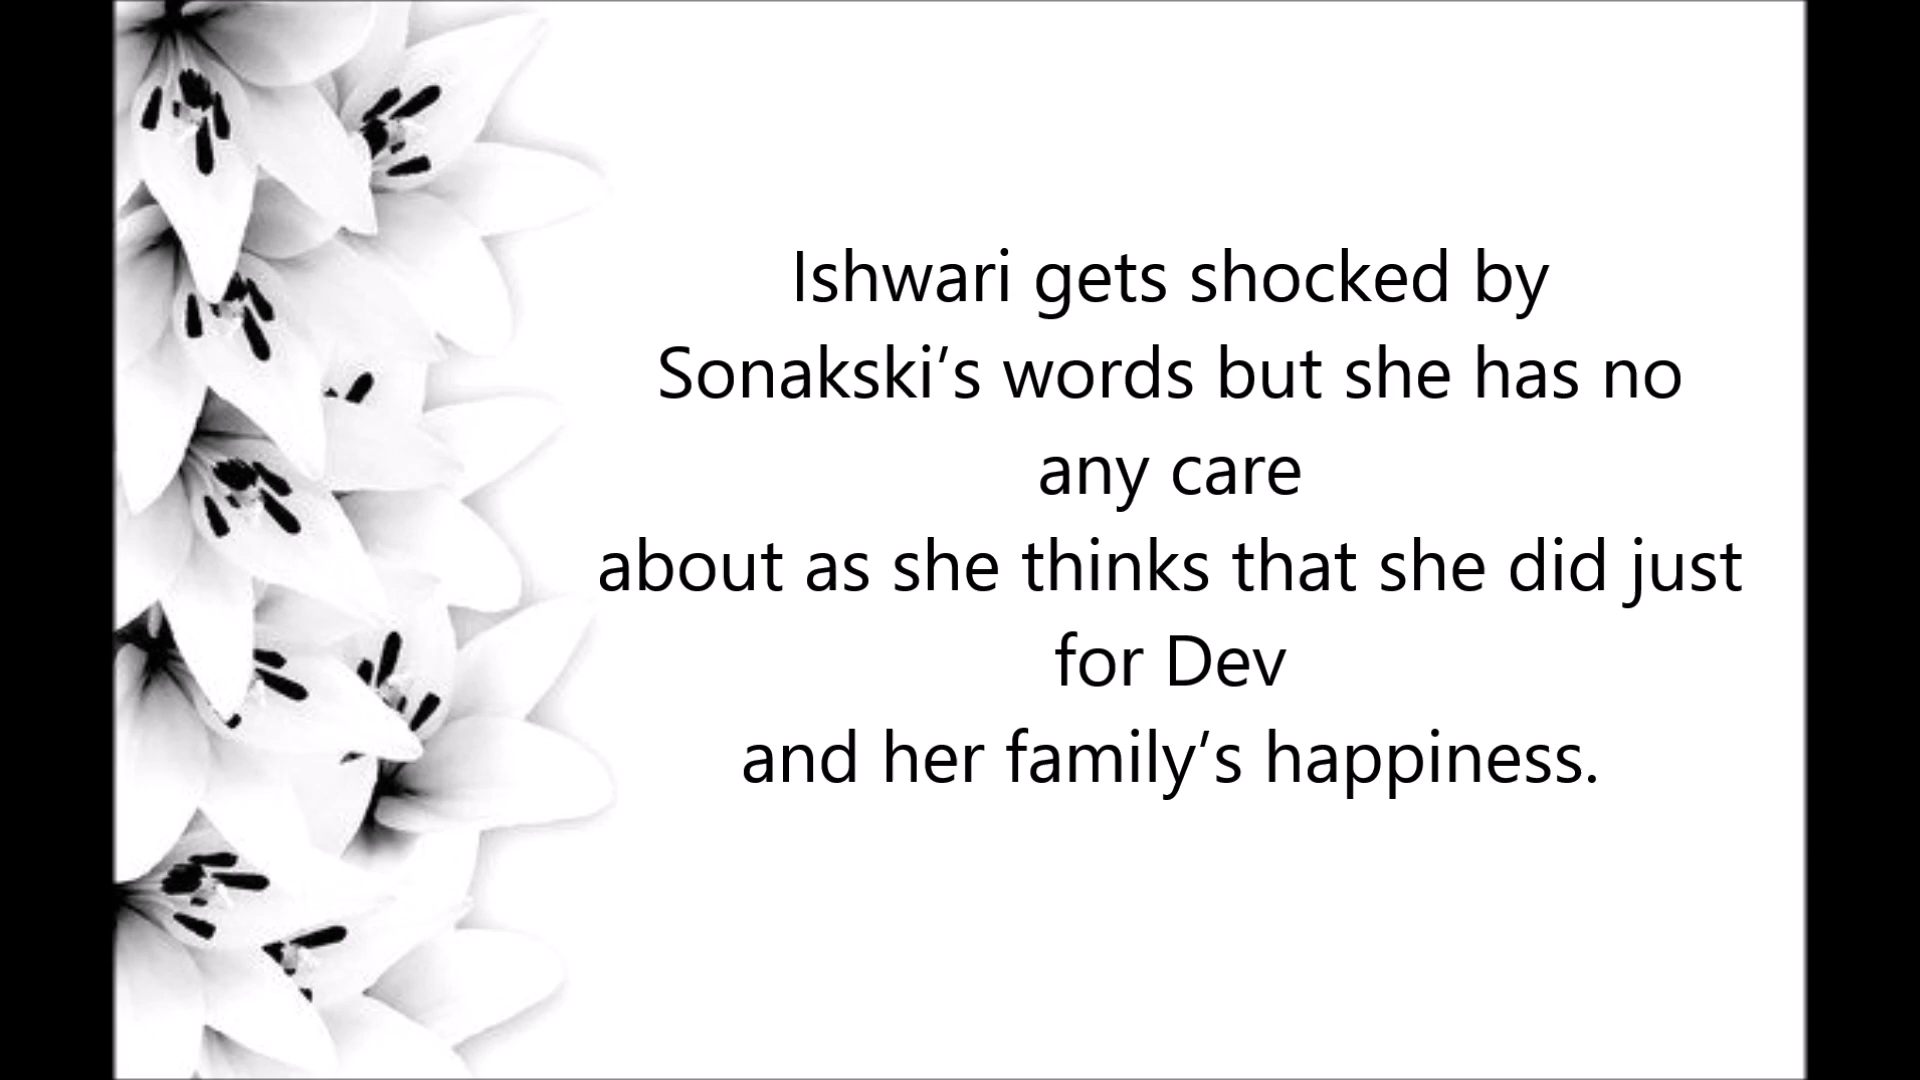 Ishwari gets shocked by
Sonakski’s words but she has no
any care
about as she thinks that she did just
for Dev
and her family’s happiness.